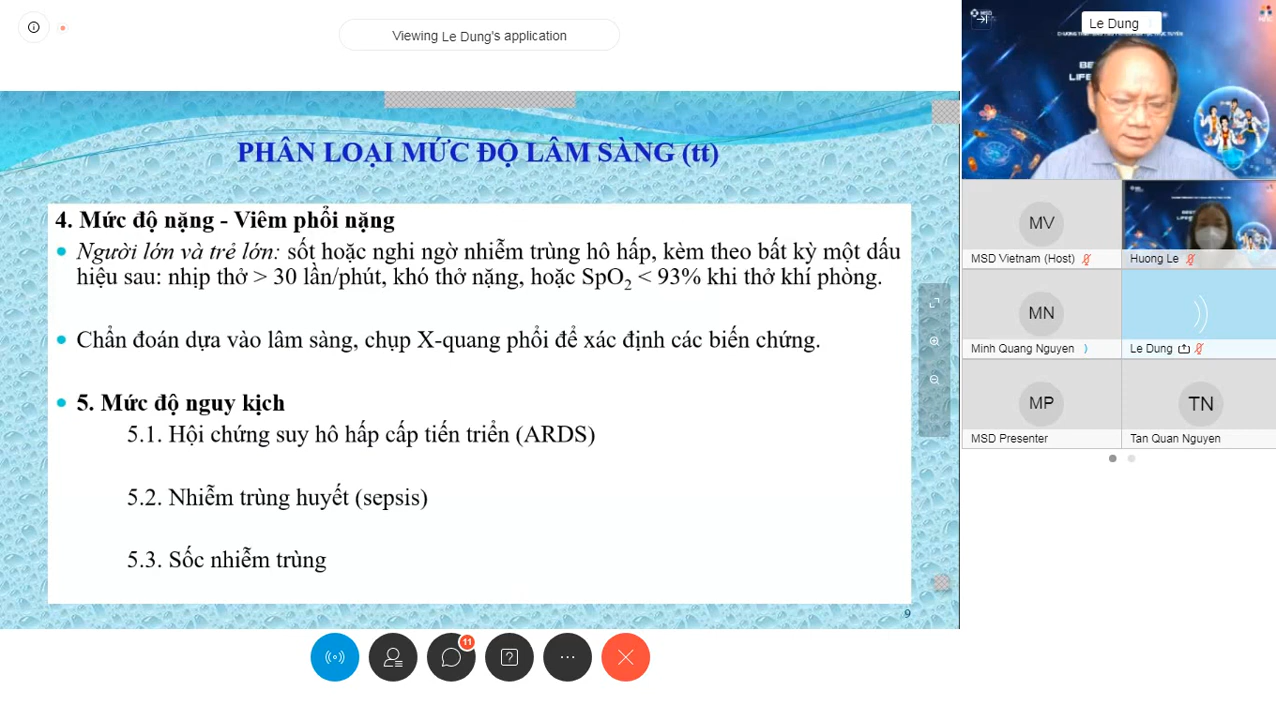 Viewing Le Dung's application
PHÂN LOẠI MỨC ĐỘ LÂM SÀNG (tt)
4. Mức độ nặng - Viêm phổi nặng
• Người lớn và trẻ lớn: sốt hoặc nghi ngờ nhiễm trùng hô hấp, kèm theo bất kỳ một dấu
hiệu sau: nhịp thở > 30 lần/phút, khó thở nặng, hoặc SpO₂ < 93% khi thở khí phòng.
• Chẩn đoán dựa vào lâm sàng, chụp X-quang phổi để xác định các biến chứng.
• 5. Mức độ nguy kịch
5.1. Hội chứng suy hô hấp cấp tiến triển (ARDS)
5.2. Nhiễm trùng huyết (sepsis)
5.3. Sốc nhiễm trùng
9
11
Le Dung
MSD
MV
MSD Vietnam (Host)
Huong Le
MN
Minh Quang Nguyen
Le Dung
MP
MSD Presenter
TN
Tan Quan Nguyen